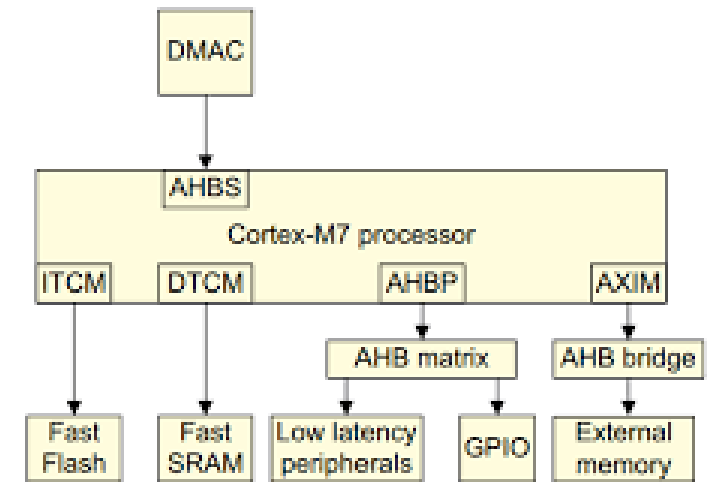 DMAC
AHBS
Cortex-M7 processor
ITCM
DTCM
AHBP
AXIM
AHB matrix
AHB bridge
Fast
Flash
Fast
SRAM
Low latency
peripherals
GPIO
External
memory